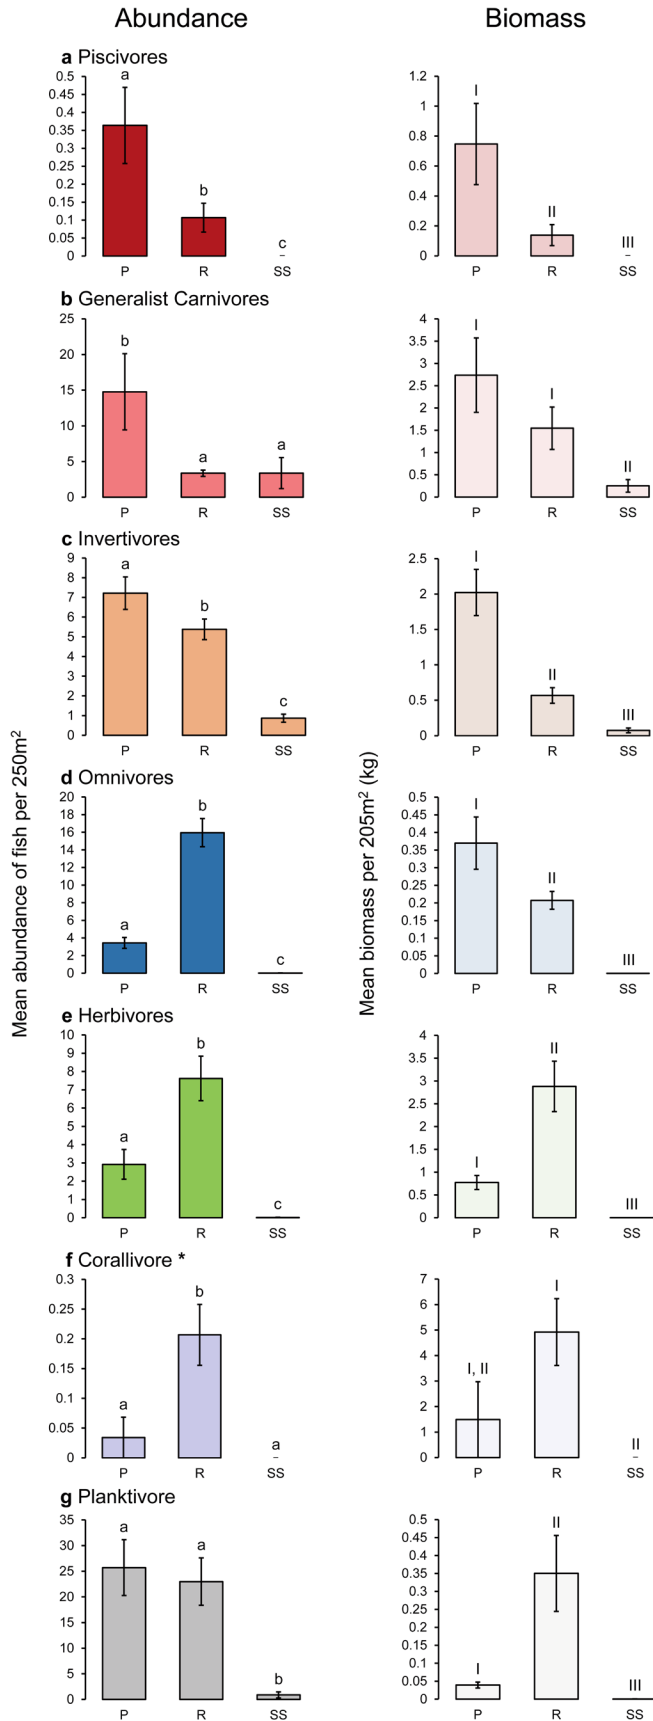 Abundance
Biomass
a Piscivores
0.5
0.45
0.4
0.35
0.3
0.25
0.2
0.15
0.1
0.05
0
a
b
c
P R SS
1.2
1
0.8
0.6
0.4
0.2
0
I
II
III
P R SS
b Generalist Carnivores
25
20
15
10
5
0
b
a
a
P R SS
4
3.5
3
2.5
2
1.5
1
0.5
0
I
I
II
P R SS
c Invertivores
9
8
7
6
5
4
3
2
1
0
a
b
c
P R SS
2.5
2
1.5
1
0.5
0
I
II
III
P R SS
Mean abundance of fish per 250m²
Mean biomass per 205m² (kg)
d Omnivores
20
18
16
14
12
10
8
6
4
2
0
a
b
c
P R SS
0.5
0.45
0.4
0.35
0.3
0.25
0.2
0.15
0.1
0.05
0
I
II
III
P R SS
e Herbivores
10
9
8
7
6
5
4
3
2
1
0
a
b
c
P R SS
4
3.5
3
2.5
2
1.5
1
0.5
0
I
II
III
P R SS
f Corallivore *
0.3
0.25
0.2
0.15
0.1
0.05
0
a
b
a
P R SS
7
6
5
4
3
2
1
0
I, II
I
II
P R SS
g Planktivore
35
30
25
20
15
10
5
0
a
a
b
P R SS
0.5
0.45
0.4
0.35
0.3
0.25
0.2
0.15
0.1
0.05
0
I
II
III
P R SS